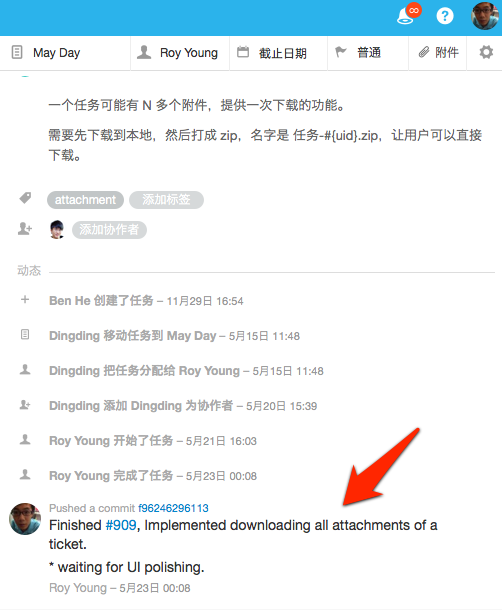 ∞
?
May Day Roy Young 截止日期 普通 附件
一个任务可能有 N 多个附件，提供一次下载的功能。
需要先下载到本地，然后打成 zip，名字是 任务-#{uid}.zip，让用户可以直接
下载。
attachment 添加标签
添加协作者
动态
Ben He 创建了任务 – 11月29日 16:54
Dingding 移动任务到 May Day – 5月15日 11:48
Dingding 把任务分配给 Roy Young – 5月15日 11:48
Dingding 添加 Dingding 为协作者 – 5月20日 15:39
Roy Young 开始了任务 – 5月21日 16:03
Roy Young 完成了任务 – 5月23日 00:08
Pushed a commit f96246296113
Finished #909, Implemented downloading all attachments of a
ticket.
* waiting for UI polishing.
Roy Young – 5月23日 00:08